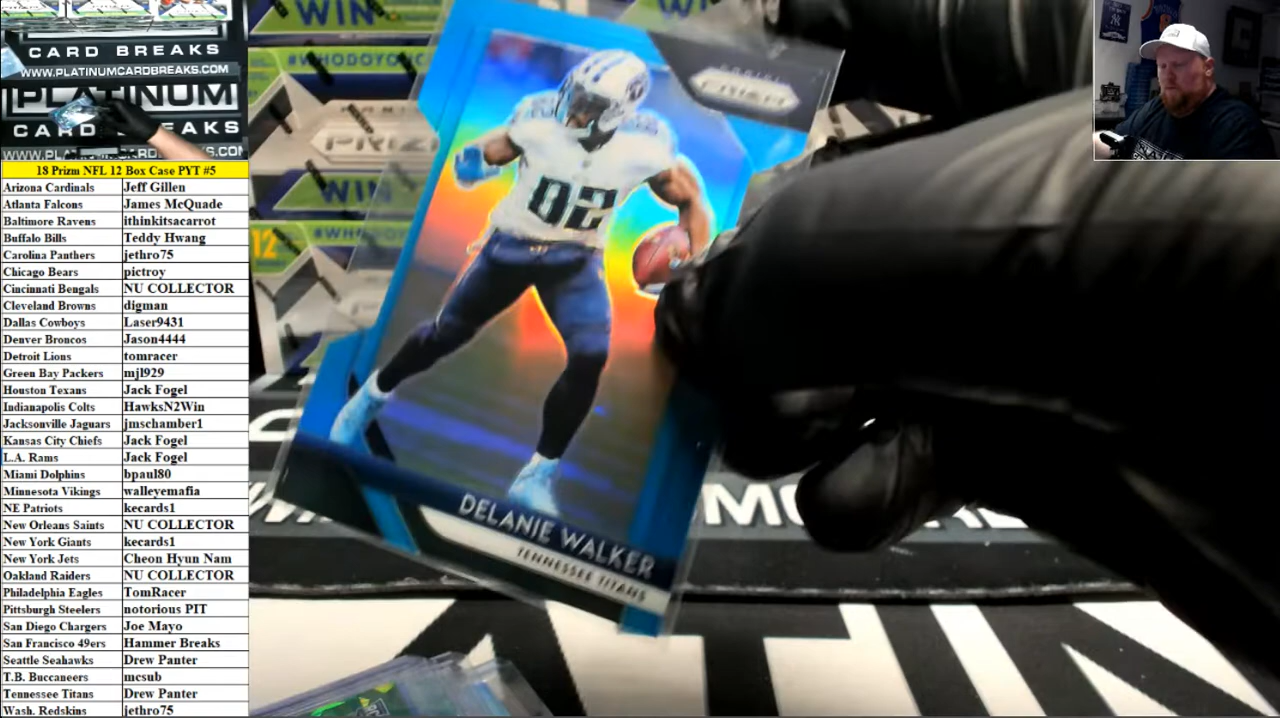 CARD BREAKS
WWW.PLATINUMCARDBREAKS.COM
PLATINUM
CARD BREAKS
WWW.PLATINUMCARDBREAKS.COM
18 Prizm NFL 12 Box Case PYT #5
Arizona Cardinals Jeff Gillen
Atlanta Falcons James McQuade
Baltimore Ravens ithinkitsacarrot
Buffalo Bills Teddy Hwang
Carolina Panthers jethro75
Chicago Bears pictroy
Cincinnati Bengals NU COLLECTOR
Cleveland Browns digman
Dallas Cowboys Laser9431
Denver Broncos Jason4444
Detroit Lions tomracer
Green Bay Packers mjl929
Houston Texans Jack Fogel
Indianapolis Colts HawksN2Win
Jacksonville Jaguars jmschamber1
Kansas City Chiefs Jack Fogel
L.A. Rams Jack Fogel
Miami Dolphins bpaul80
Minnesota Vikings walleyemafia
NE Patriots kecards1
New Orleans Saints NU COLLECTOR
New York Giants kecards1
New York Jets Cheon Hyun Nam
Oakland Raiders NU COLLECTOR
Philadelphia Eagles TomRacer
Pittsburgh Steelers notorious PIT
San Diego Chargers Joe Mayo
San Francisco 49ers Hammer Breaks
Seattle Seahawks Drew Panter
T.B. Buccaneers mcsub
Tennessee Titans Drew Panter
Wash. Redskins jethro75
WIN
#WHODOYOUC
WIN
12
PANINI
PRIZM
82
DELANIE WALKER
TENNESSEE TITANS